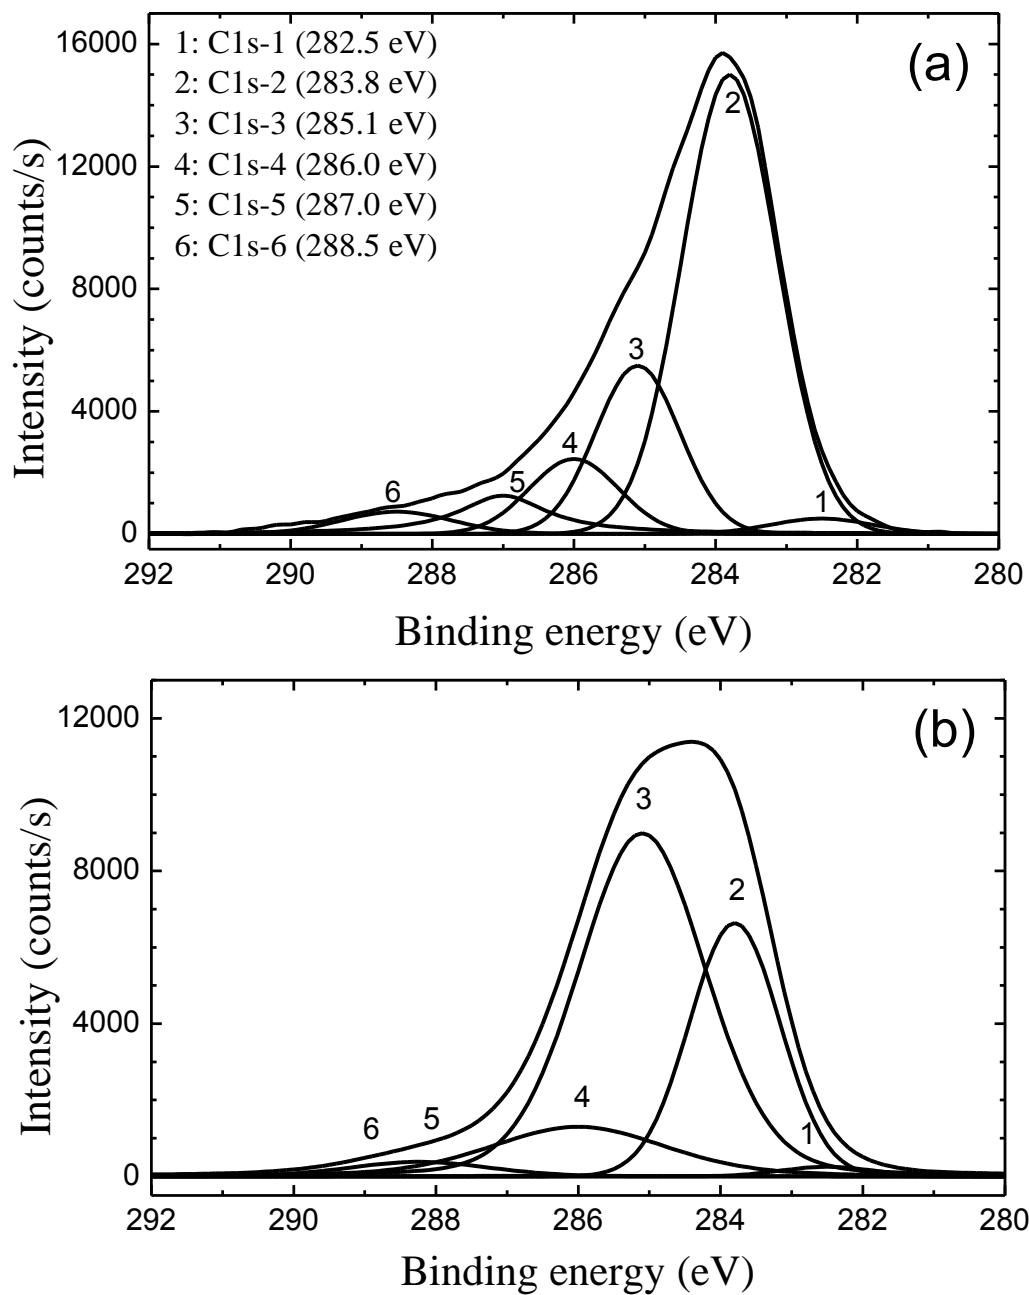 1: C1s-1 (282.5 eV)
2: C1s-2 (283.8 eV)
3: C1s-3 (285.1 eV)
4: C1s-4 (286.0 eV)
5: C1s-5 (287.0 eV)
6: C1s-6 (288.5 eV)
(a)
16000
12000
8000
4000
0
Intensity (counts/s)
6
5
4
3
2
1
292 290 288 286 284 282 280
Binding energy (eV)
(b)
12000
8000
4000
0
Intensity (counts/s)
6
5
4
3
2
1
292 290 288 286 284 282 280
Binding energy (eV)